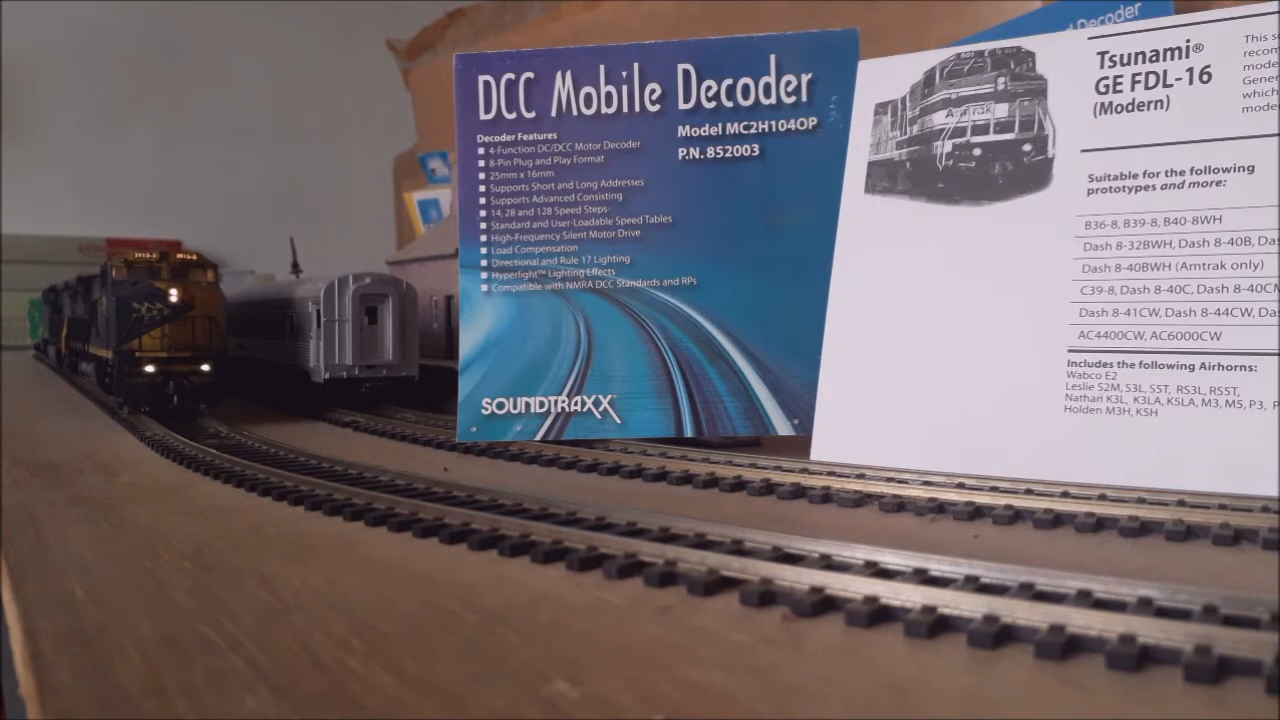 Decoder
DCC Mobile Decoder
Model MC2H104OP
P.N. 852003
Decoder Features
4-Function DC/DCC Motor Decoder
8-Pin Plug and Play Format
25mm x 16mm
Supports Short and Long Addresses
Supports Advanced Consisting
14, 28 and 128 Speed Steps
Standard and User-Loadable Speed Tables
High-Frequency Silent Motor Drive
Load Compensation
Directional and Rule 17 Lighting
Hyperlight™ Lighting Effects
Compatible with NMRA DCC Standards and RPs
SOUNDTRAXX
Amtrak
Tsunami®
GE FDL-16
(Modern)
This
which
Suitable for the following
prototypes and more:
B36-8, B39-8, B40-8WH
Dash 8-32BWH, Dash 8-40B,
Dash 8-40BWH (Amtrak only)
C39-8, Dash 8-40C, Dash 8-40C
Dash 8-41CW, Dash 8-44CW,
AC4400CW, AC6000CW
Includes the following Airhorns:
Wabco E2
Leslie S2M, S3L, S5T, RS3L, RS5T,
Nathan K3L, K3LA, K5LA, M3, M5, P3,
Holden M3H, K5H